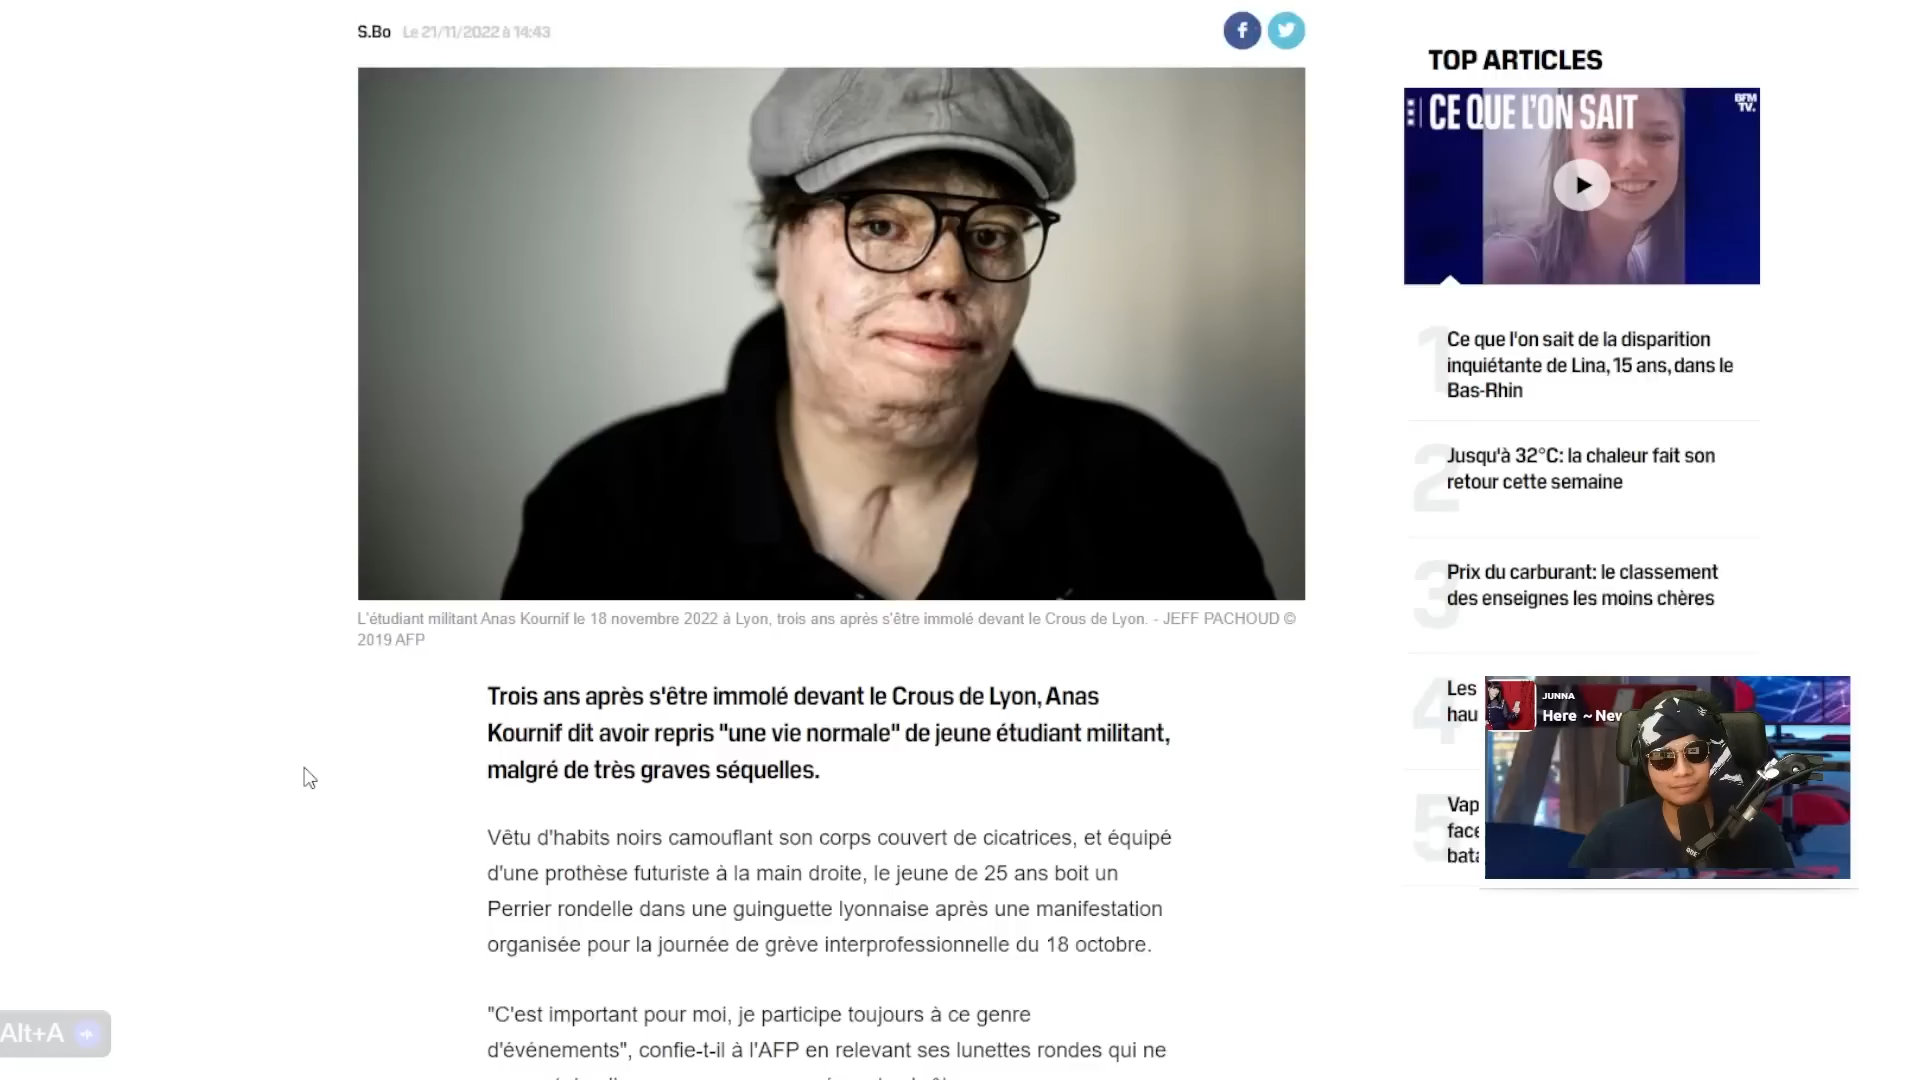 S.Bo Le 21/11/2022 à 14:43
L'étudiant militant Anas Kournif le 18 novembre 2022 à Lyon, trois ans après s'être immolé devant le Crous de Lyon. - JEFF PACHOUD ©
2019 AFP
Trois ans après s'être immolé devant le Crous de Lyon, Anas
Kournif dit avoir repris "une vie normale" de jeune étudiant militant,
malgré de très graves séquelles.
Vêtu d'habits noirs camouflant son corps couvert de cicatrices, et équipé
d'une prothèse futuriste à la main droite, le jeune de 25 ans boit un
Perrier rondelle dans une guinguette lyonnaise après une manifestation
organisée pour la journée de grève interprofessionnelle du 18 octobre.
"C'est important pour moi, je participe toujours à ce genre
d'événements", confie-t-il à l'AFP en relevant ses lunettes rondes qui ne
TOP ARTICLES
CE QUE L'ON SAIT
BFM
TV.
1
Ce que l'on sait de la disparition
inquiétante de Lina, 15 ans, dans le
Bas-Rhin
2
Jusqu'à 32°C: la chaleur fait son
retour cette semaine
3
Prix du carburant: le classement
des enseignes les moins chères
4
Les
hau
5
Vap
face
bata
JUNNA
Here ~ Nev
Alt+A